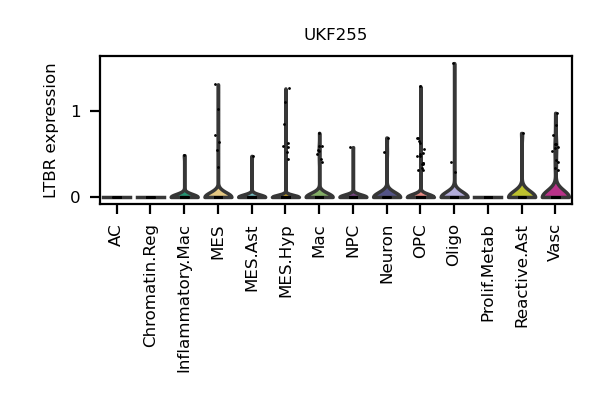 UKF255
LTBR expression
1
0
AC
Chromatin.Reg
Inflammatory.Mac
MES
MES.Ast
MES.Hyp
Mac
NPC
Neuron
OPC
Oligo
Prolif.Metab
Reactive.Ast
Vasc